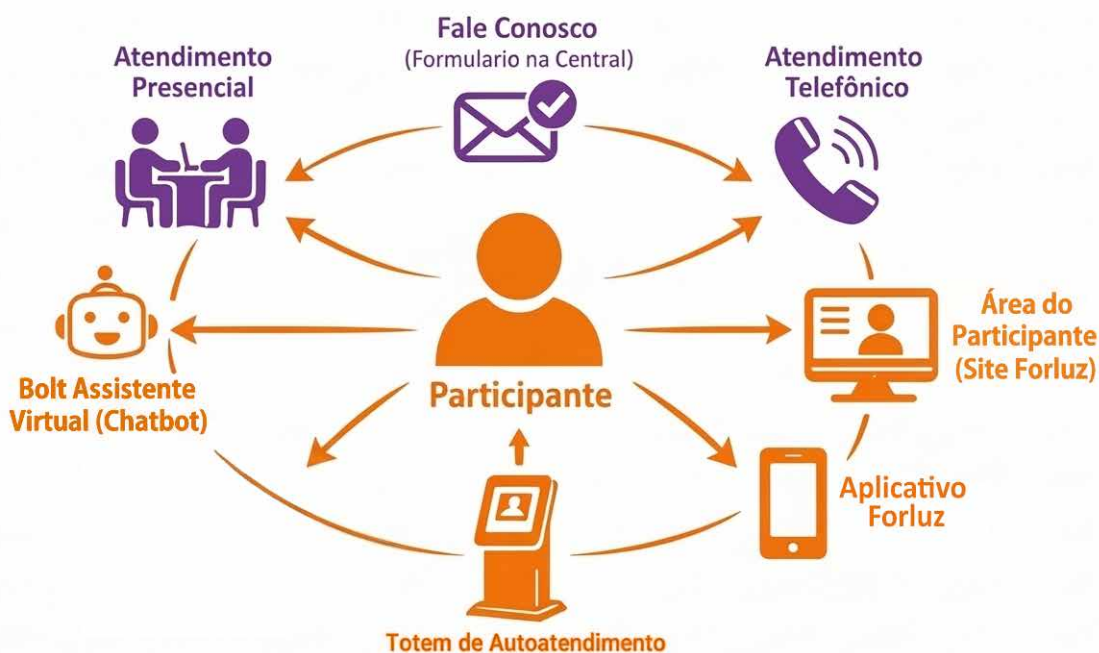 Fale Conosco
(Formulario na Central)
Atendimento
Presencial
Atendimento
Telefônico
Bolt Assistente
Virtual (Chatbot)
Participante
Área do
Participante
(Site Forluz)
Aplicativo
Forluz
Totem de Autoatendimento